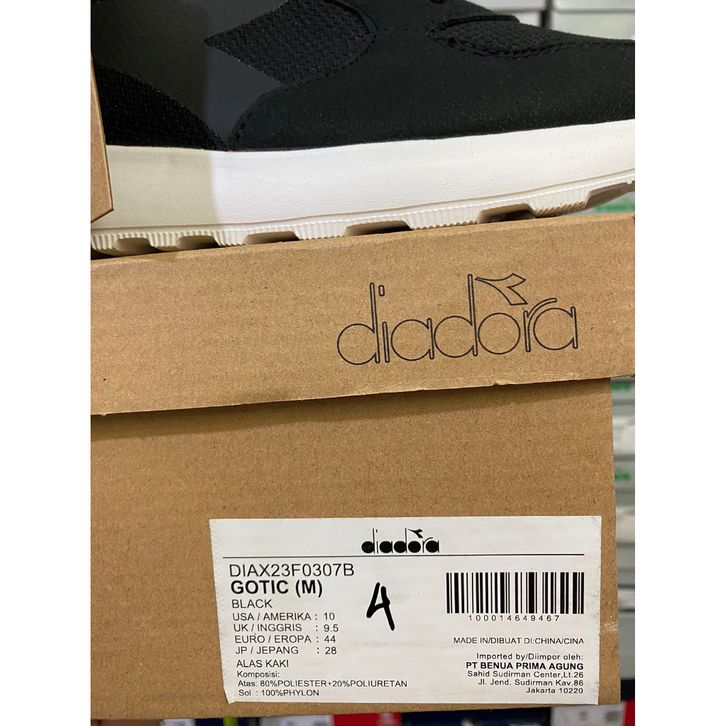 diadora
diadora
DIAX23F0307B
GOTIC (M)
BLACK
USA / AMERIKA : 10
UK / INGGRIS : 9.5
EURO / EROPA : 44
JP / JEPANG : 28
ALAS KAKI
Komposisi:
Atas: 80%POLIESTER+20%POLIURETAN
Sol : 100%PHYLON
4
100014649467
MADE IN/DIBUAT DI:CHINA/CINA
Imported by/Diimpor oleh:
PT BENUA PRIMA AGUNG
Sahid Sudirman Center,Lt.26
Jl. Jend. Sudirman Kav.86
Jakarta 10220